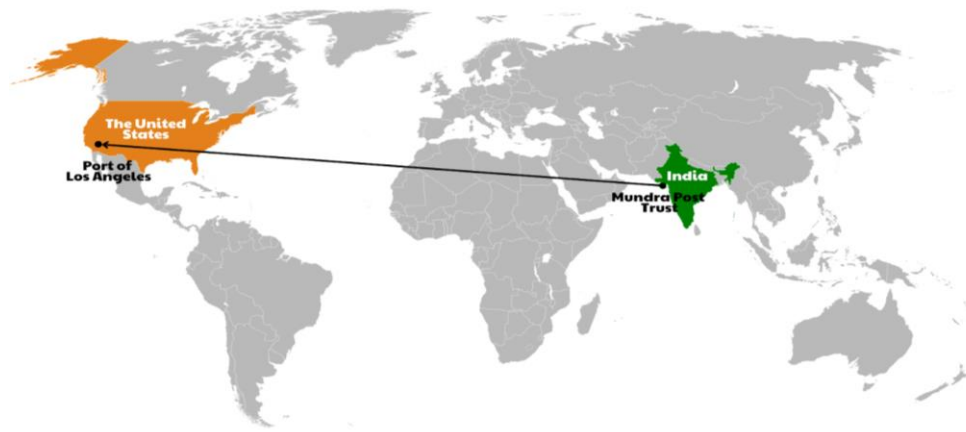 The United
States
Port of
Los Angeles
India
Mundra Post
Trust